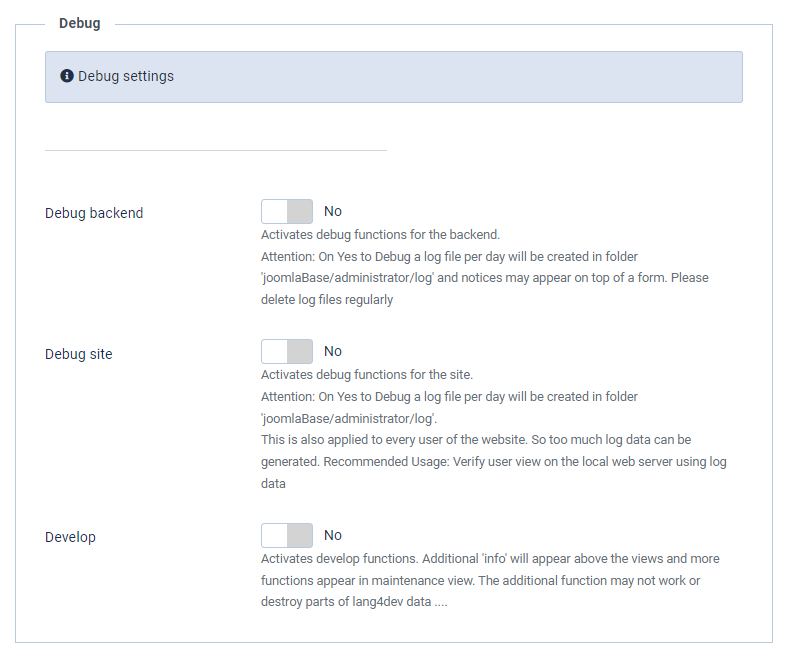 Debug
Debug settings
Debug backend
No
Activates debug functions for the backend.
Attention: On Yes to Debug a log file per day will be created in folder
'joomlaBase/administrator/log' and notices may appear on top of a form. Please
delete log files regularly
Debug site
No
Activates debug functions for the site.
Attention: On Yes to Debug a log file per day will be created in folder
'joomlaBase/administrator/log'.
This is also applied to every user of the website. So too much log data can be
generated. Recommended Usage: Verify user view on the local web server using log
data
Develop
No
Activates develop functions. Additional 'info' will appear above the views and more
functions appear in maintenance view. The additional function may not work or
destroy parts of lang4dev data ....